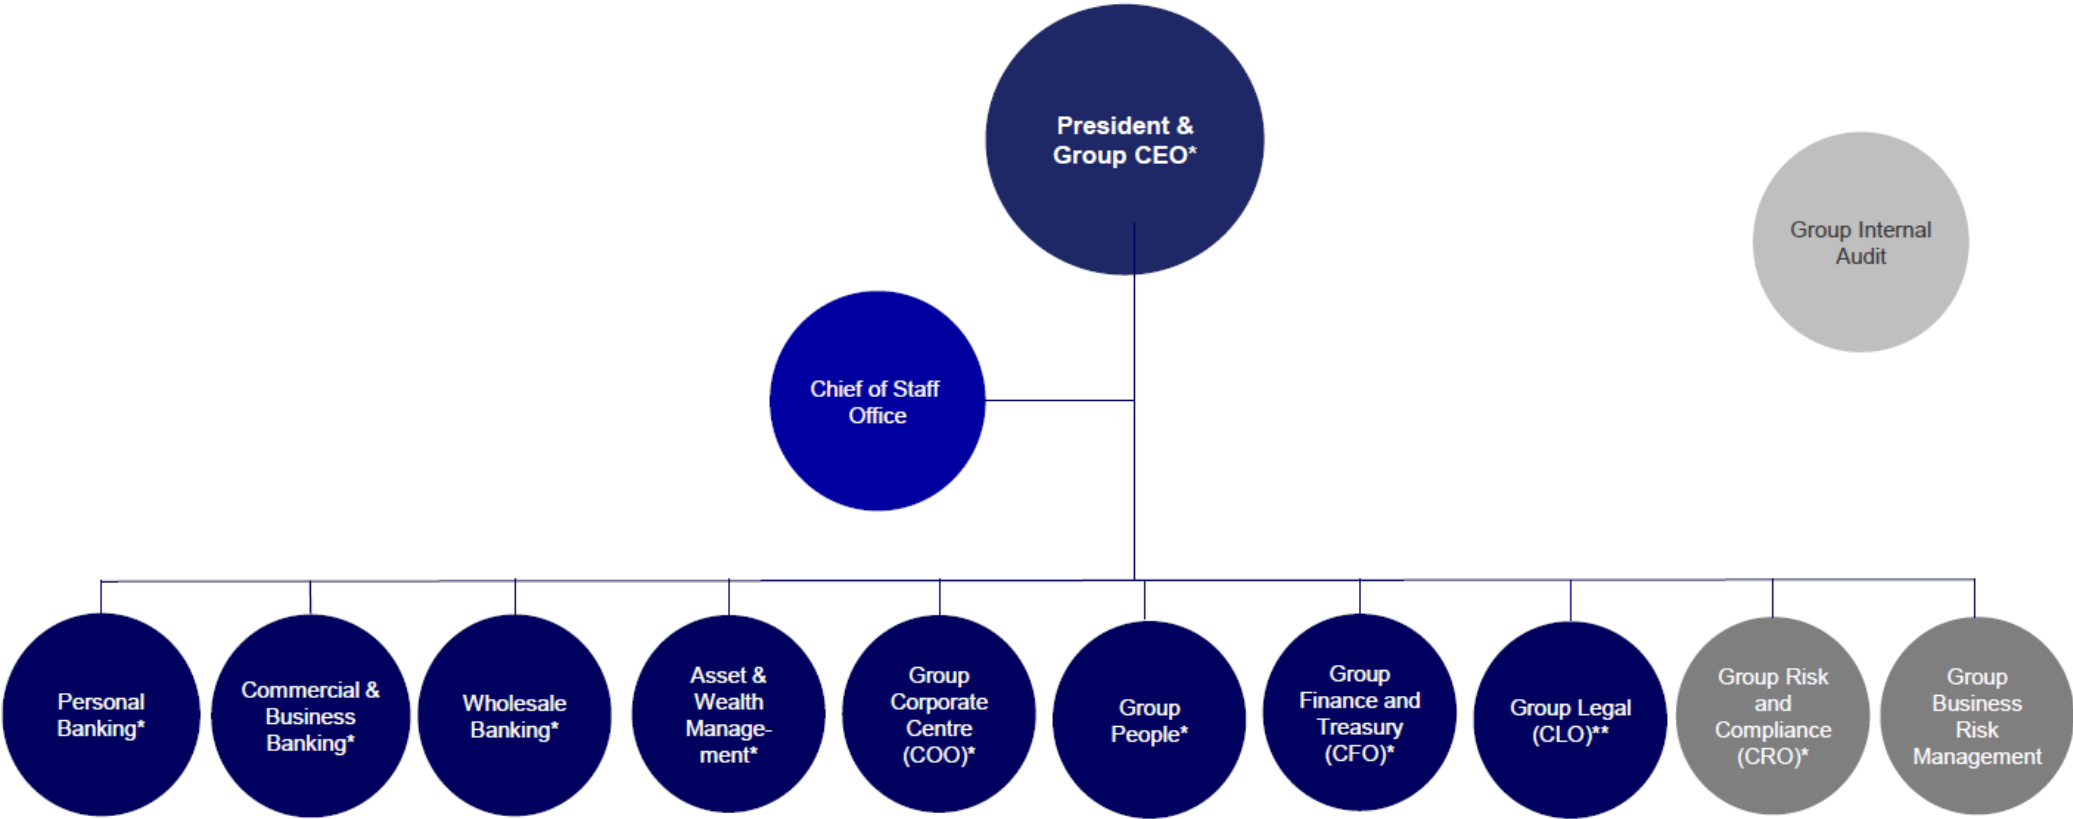 President &
Group CEO*
Group Internal
Audit
Chief of Staff
Office
Personal
Banking*
Commercial &
Business
Banking*
Wholesale
Banking*
Asset &
Wealth
Manage-
ment*
Group
Corporate
Centre
(COO)*
Group
People*
Group
Finance and
Treasury
(CFO)*
Group Legal
(CLO)**
Group Risk
and
Compliance
(CRO)*
Group
Business
Risk
Management